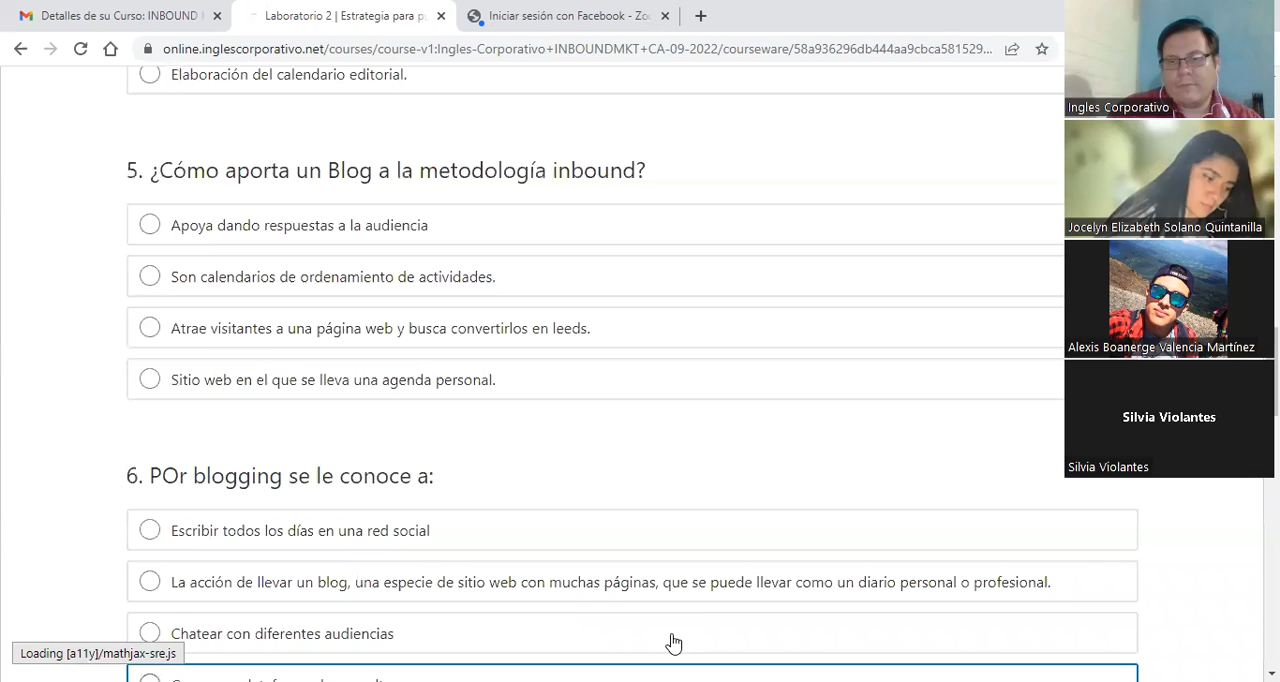 Detalles de su Curso: INBOUND
Laboratorio 2 | Estrategia para p
Iniciar sesión con Facebook - Zo
online.inglescorporativo.net/courses/course-v1:Ingles-Corporativo+INBOUNDMKT+CA-09-2022/courseware/58a936296db444aa9cbca581529...
Elaboración del calendario editorial.
Ingles Corporativo
5. ¿Cómo aporta un Blog a la metodología inbound?
Apoya dando respuestas a la audiencia
Jocelyn Elizabeth Solano Quintanilla
Son calendarios de ordenamiento de actividades.
Atrae visitantes a una página web y busca convertirlos en leeds.
Alexis Boanerge Valencia Martínez
Sitio web en el que se lleva una agenda personal.
Silvia Violantes
Silvia Violantes
6. POr blogging se le conoce a:
Escribir todos los días en una red social
La acción de llevar un blog, una especie de sitio web con muchas páginas, que se puede llevar como un diario personal o profesional.
Chatear con diferentes audiencias
Loading [a11y]/mathjax-sre.js